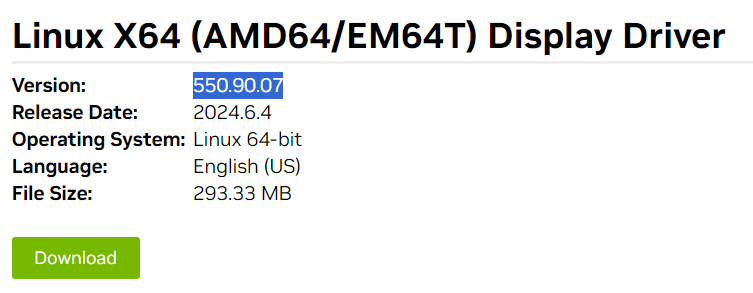 Linux X64 (AMD64/EM64T) Display Driver
Version: 550.90.07
Release Date: 2024.6.4
Operating System: Linux 64-bit
Language: English (US)
File Size: 293.33 MB
Download